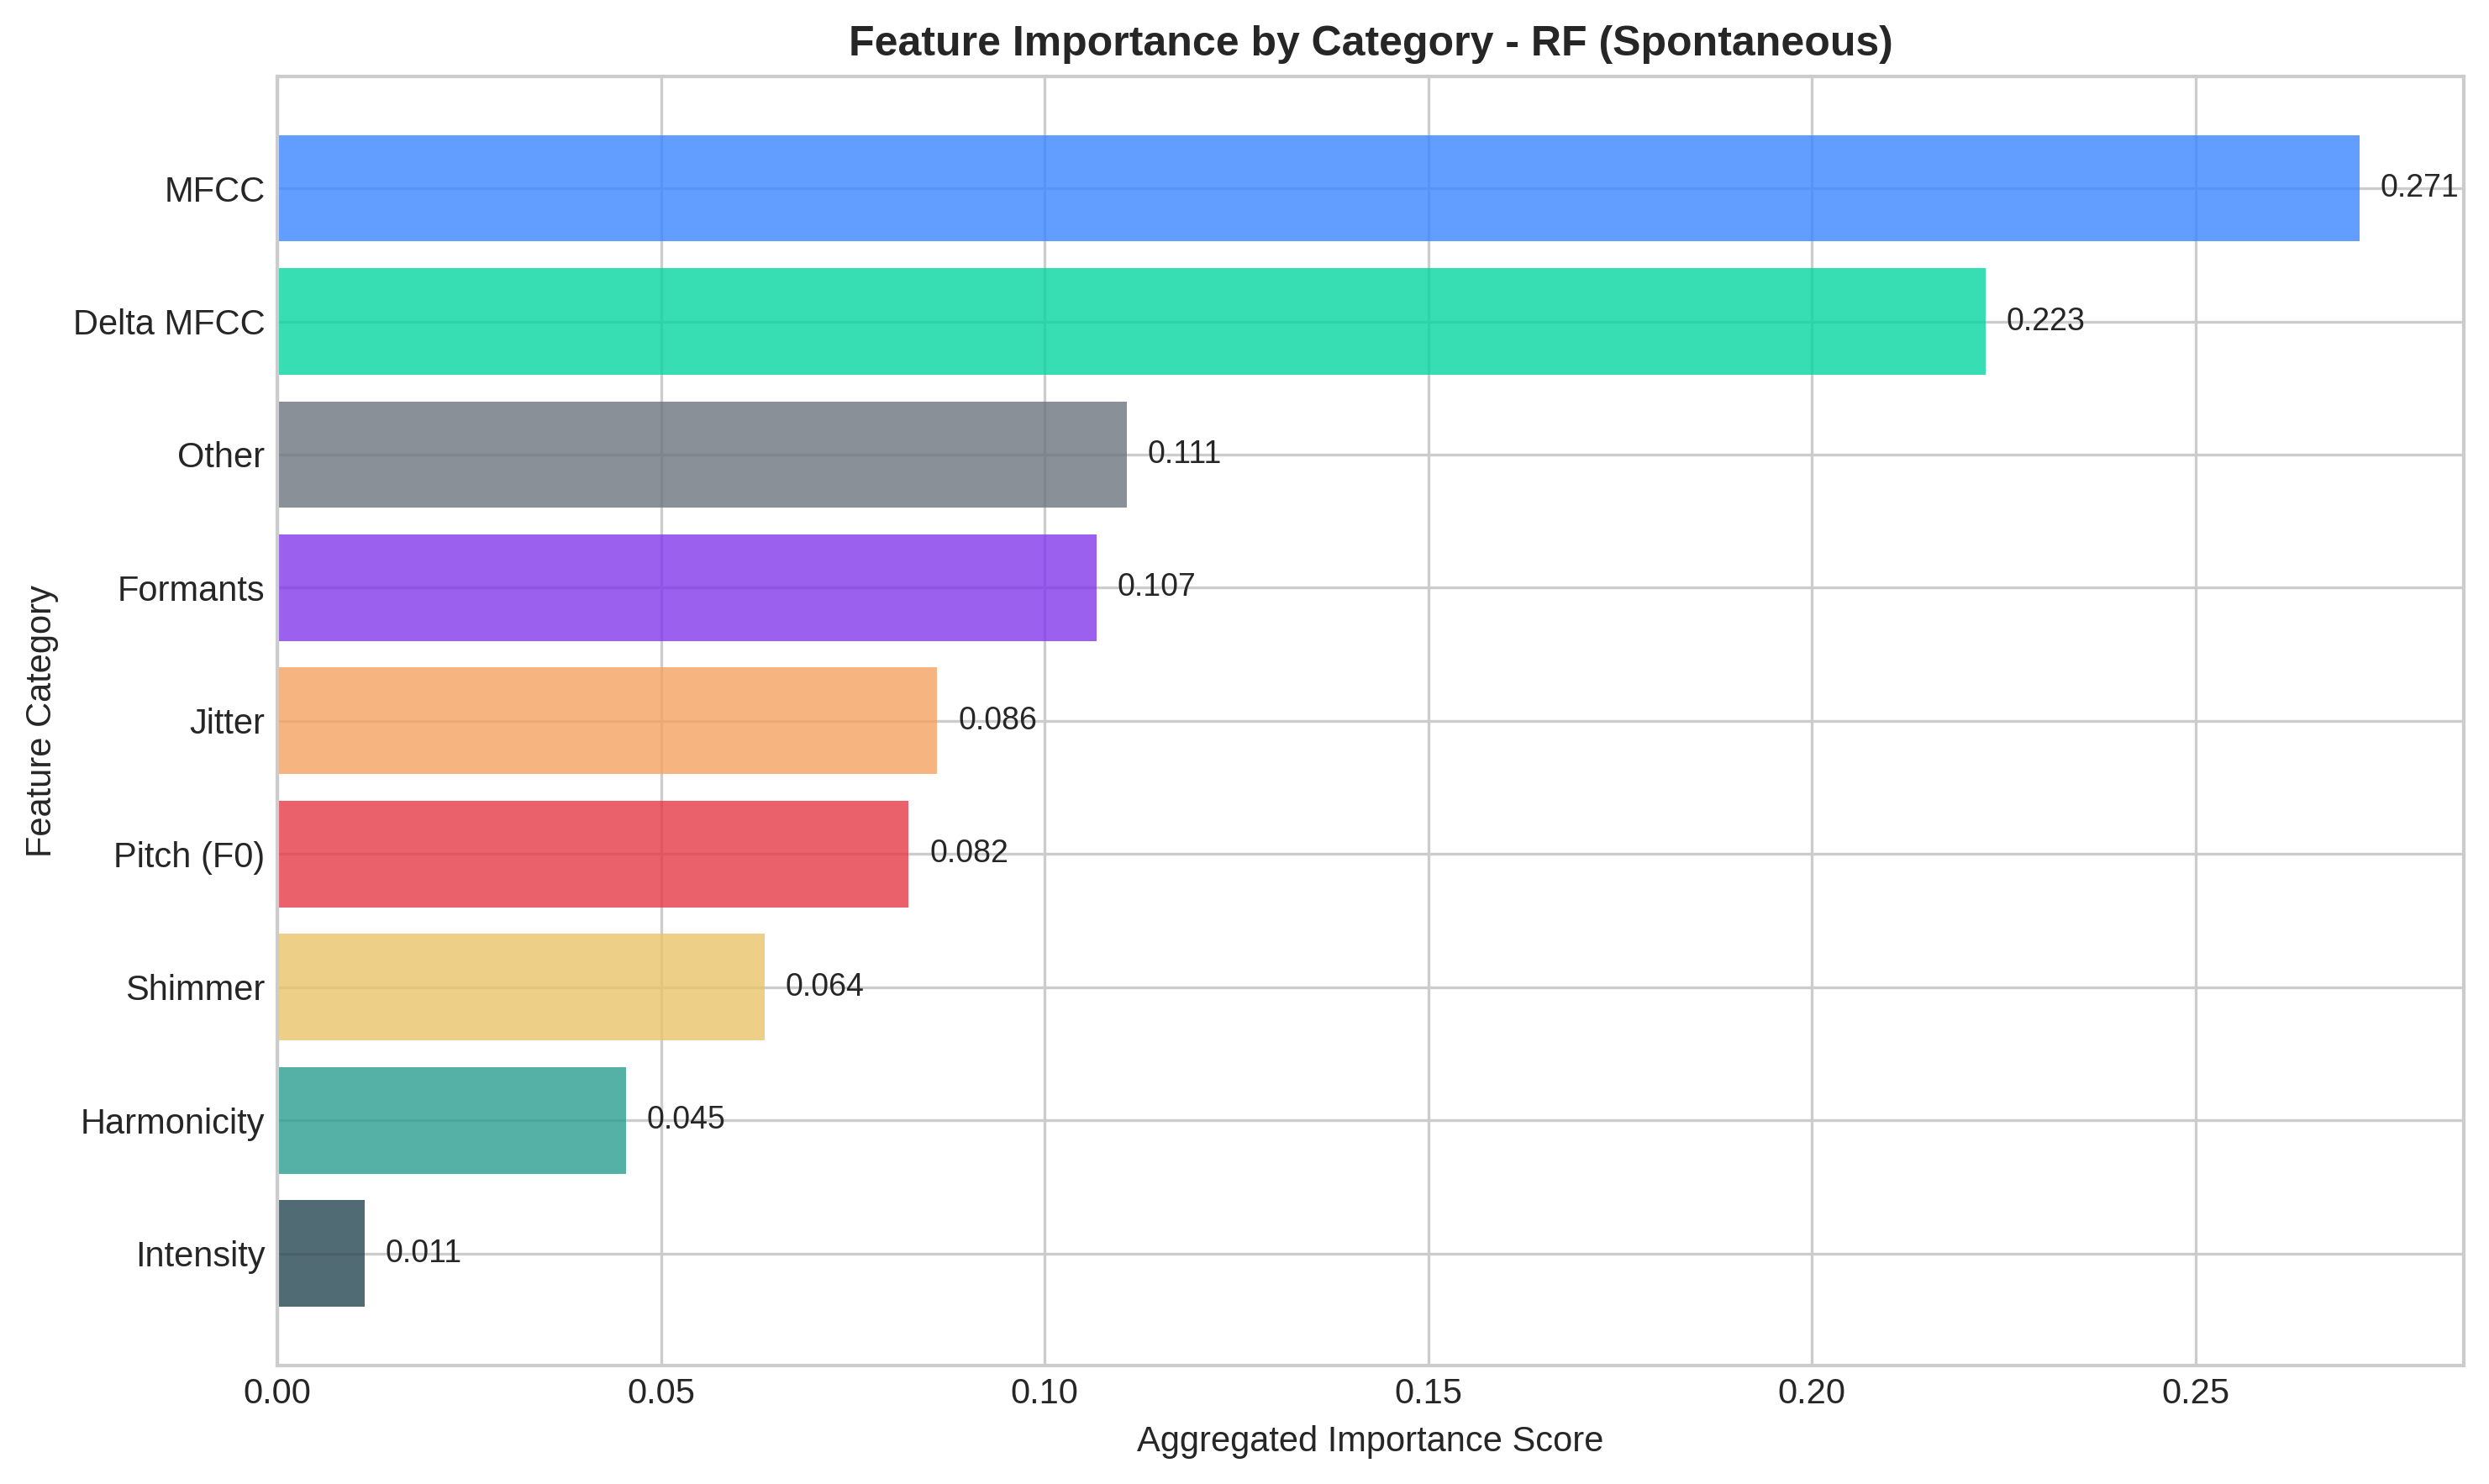 Feature Importance by Category - RF (Spontaneous)
Feature Category
MFCC 0.271
Delta MFCC 0.223
Other 0.111
Formants 0.107
Jitter 0.086
Pitch (F0) 0.082
Shimmer 0.064
Harmonicity 0.045
Intensity 0.011
0.00 0.05 0.10 0.15 0.20 0.25
Aggregated Importance Score